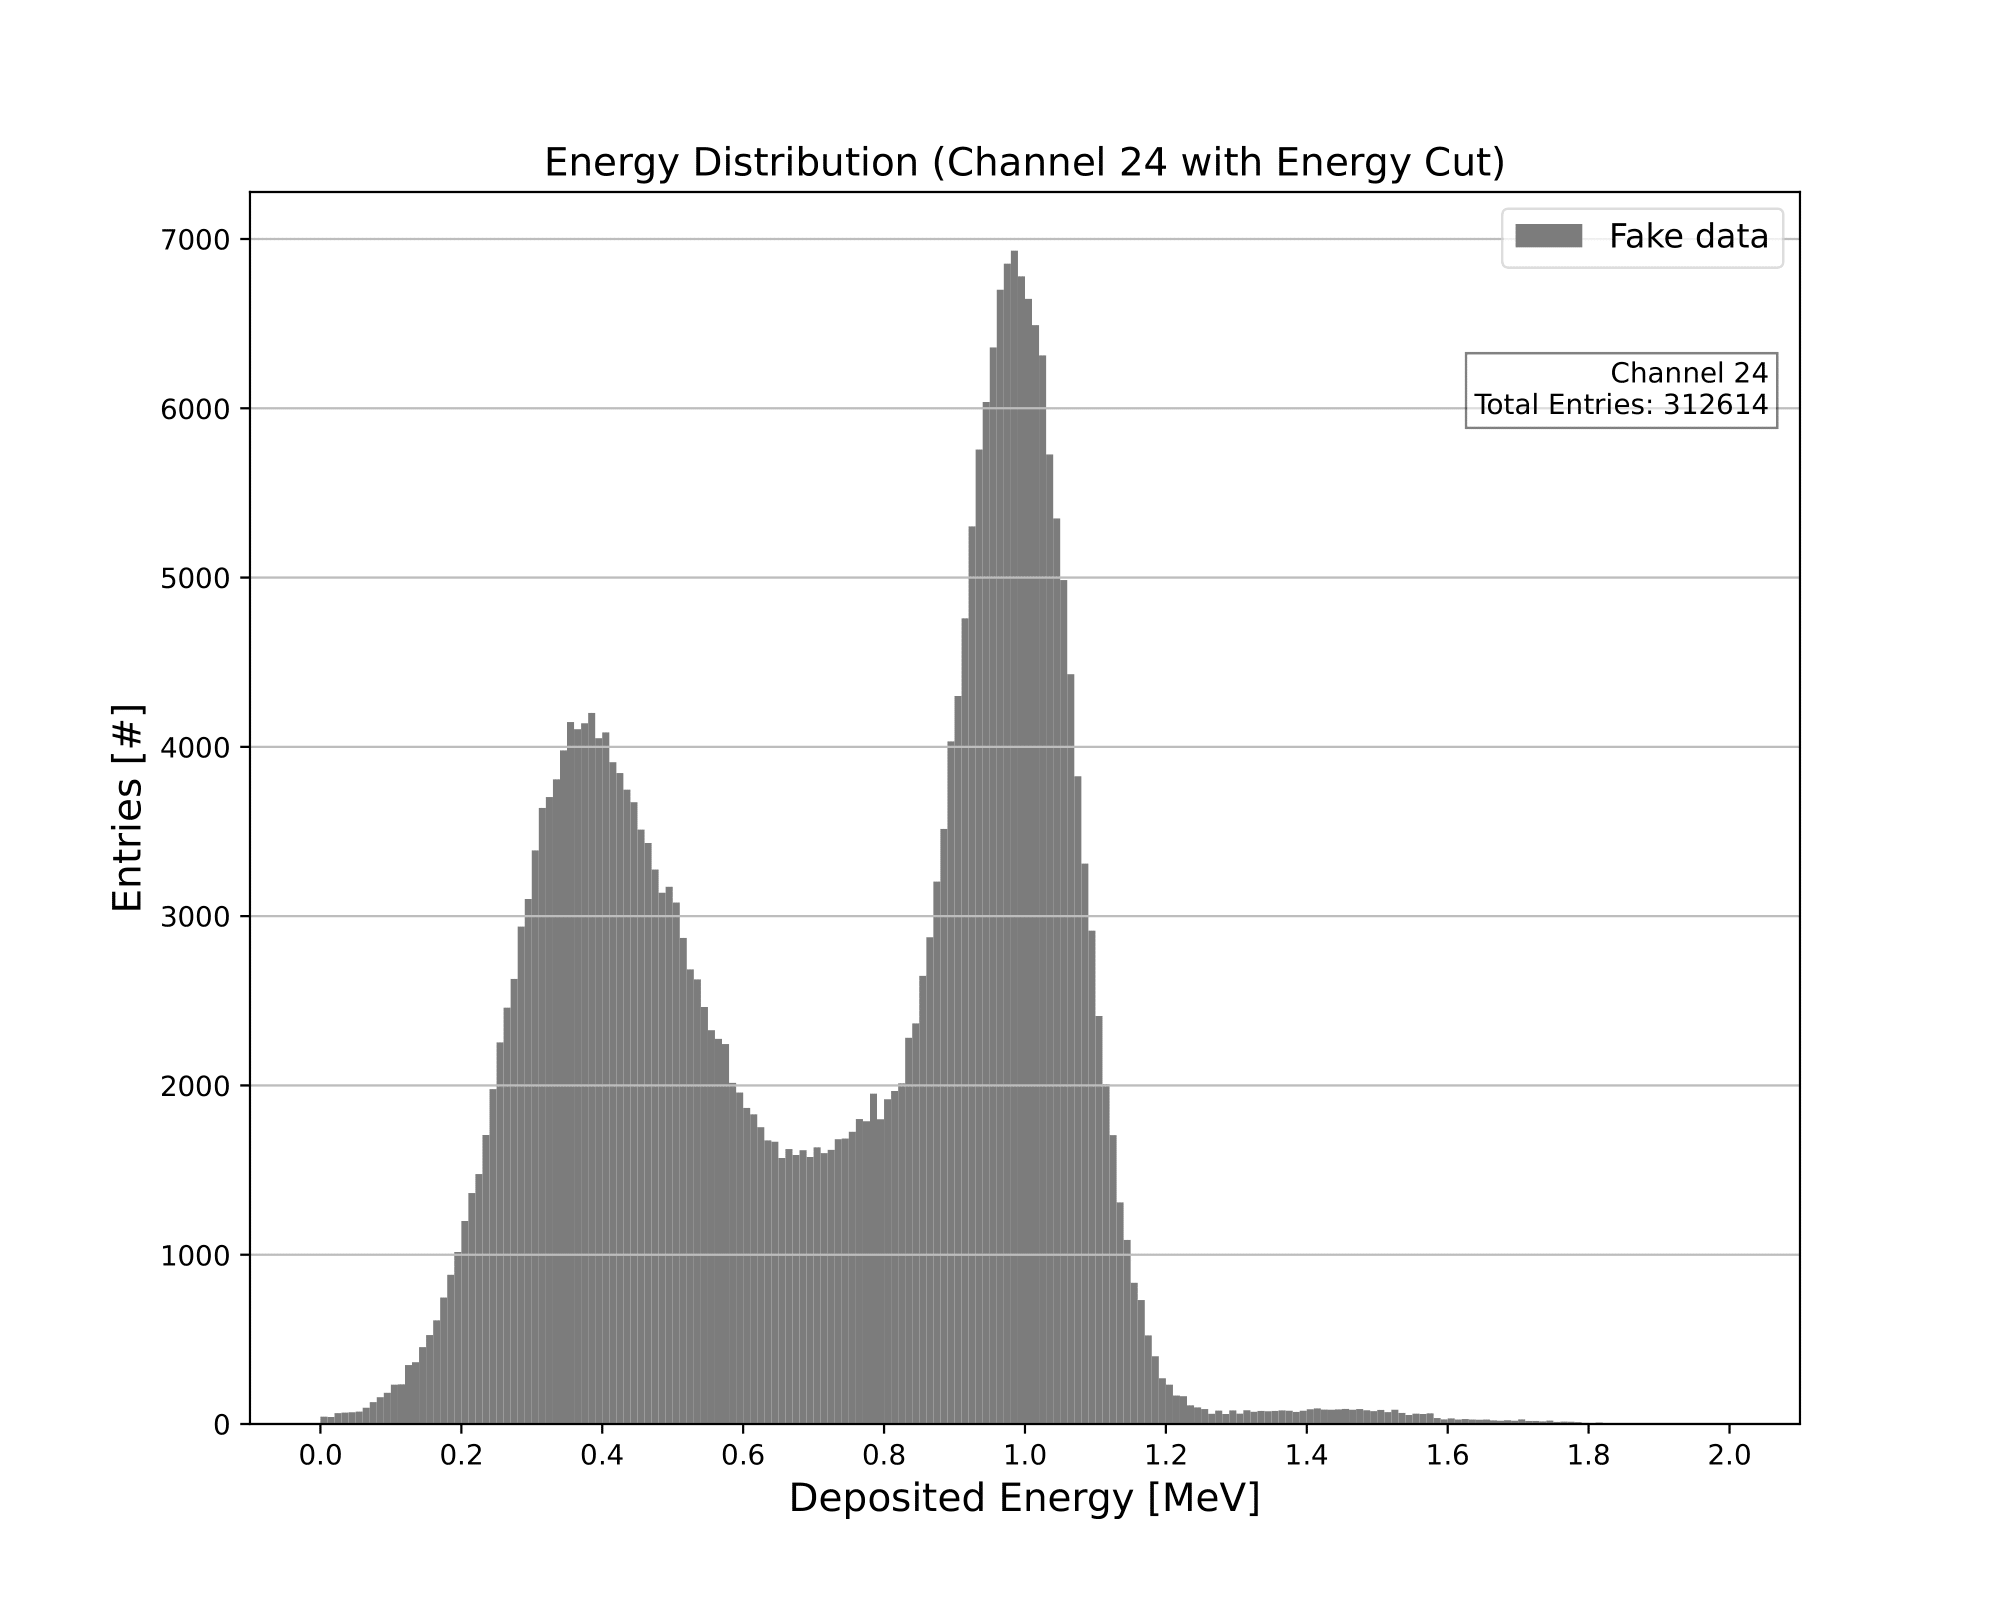 Energy Distribution (Channel 24 with Energy Cut)
Fake data
Channel 24
Total Entries: 312614
Entries [#]
7000
6000
5000
4000
3000
2000
1000
0
0.0 0.2 0.4 0.6 0.8 1.0 1.2 1.4 1.6 1.8 2.0
Deposited Energy [MeV]